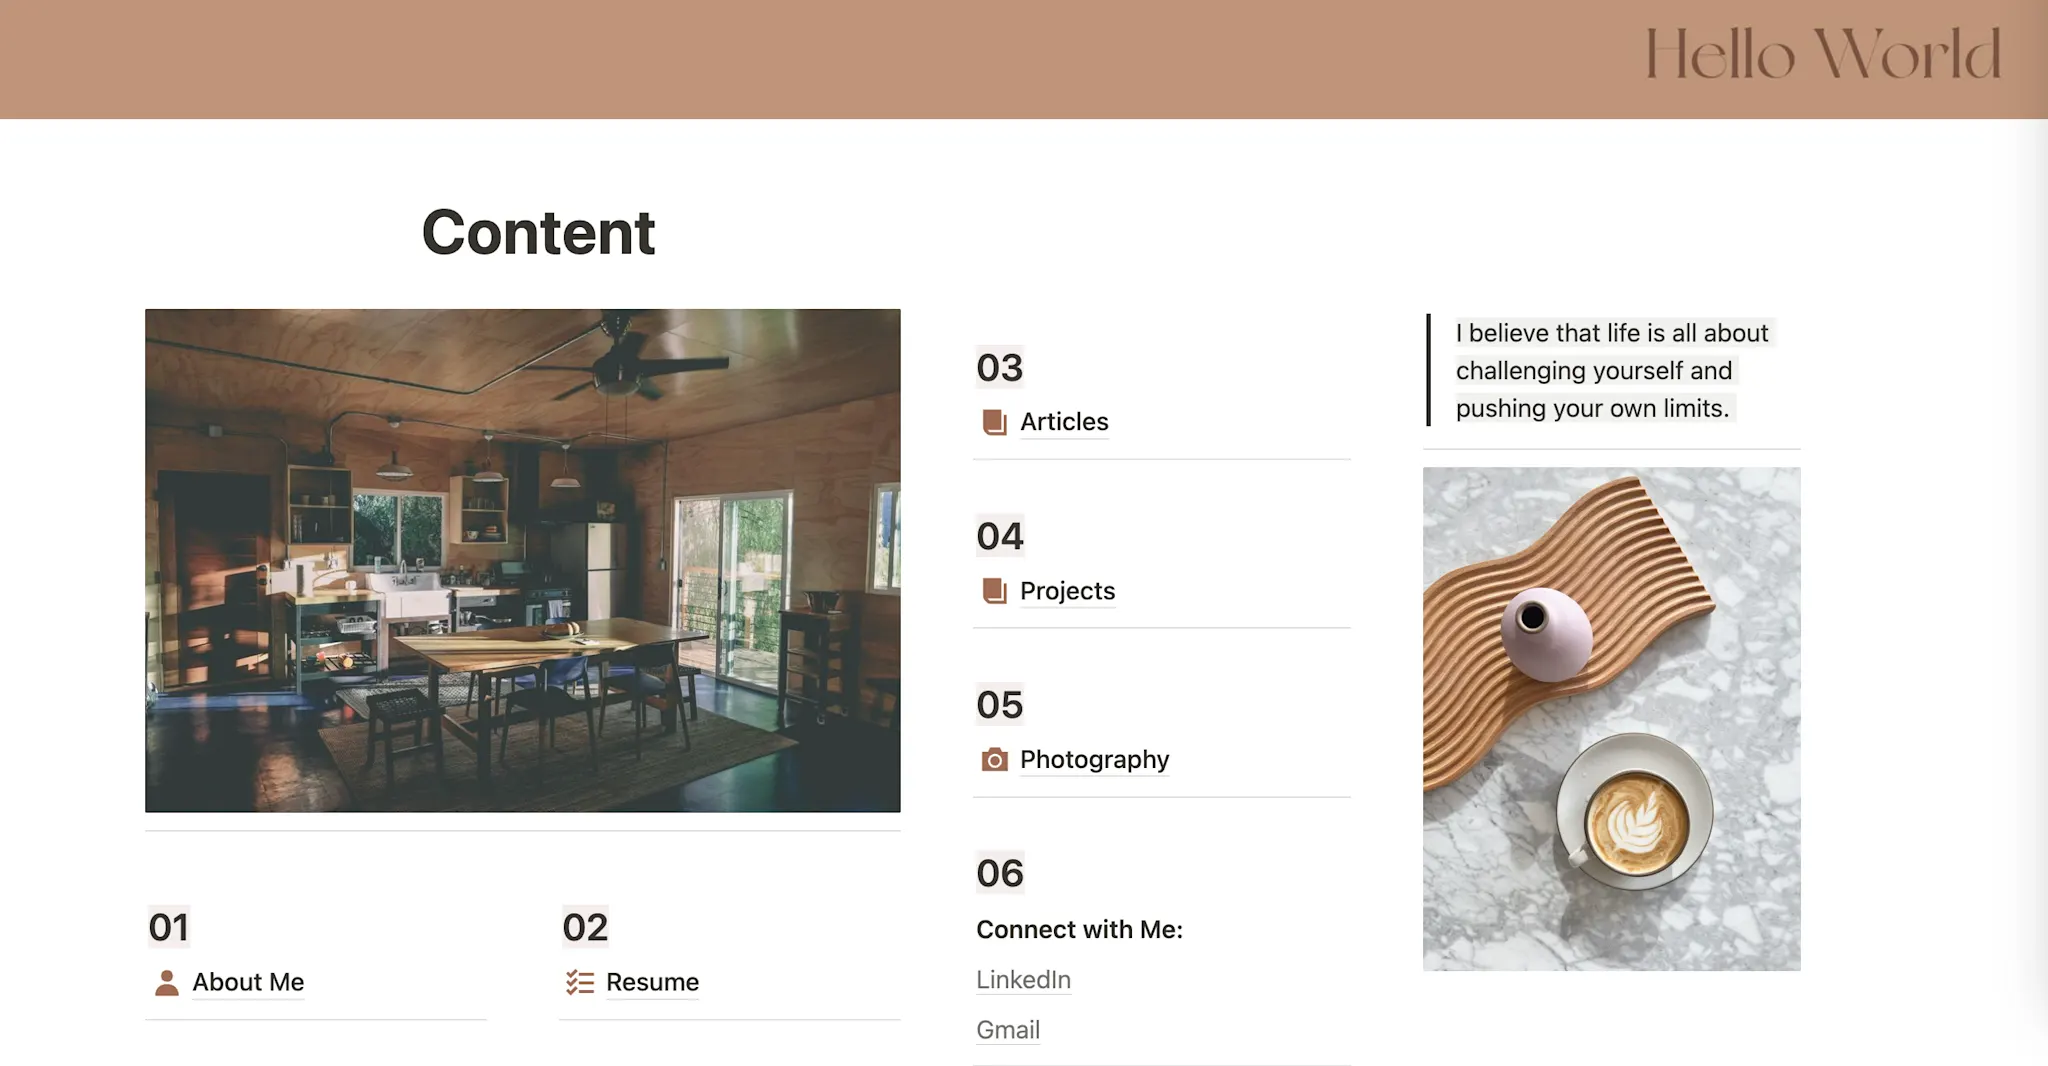 Hello World
Content
01
About Me
02
Resume
03
Articles
04
Projects
05
Photography
06
Connect with Me:
LinkedIn
Gmail
I believe that life is all about
challenging yourself and
pushing your own limits.